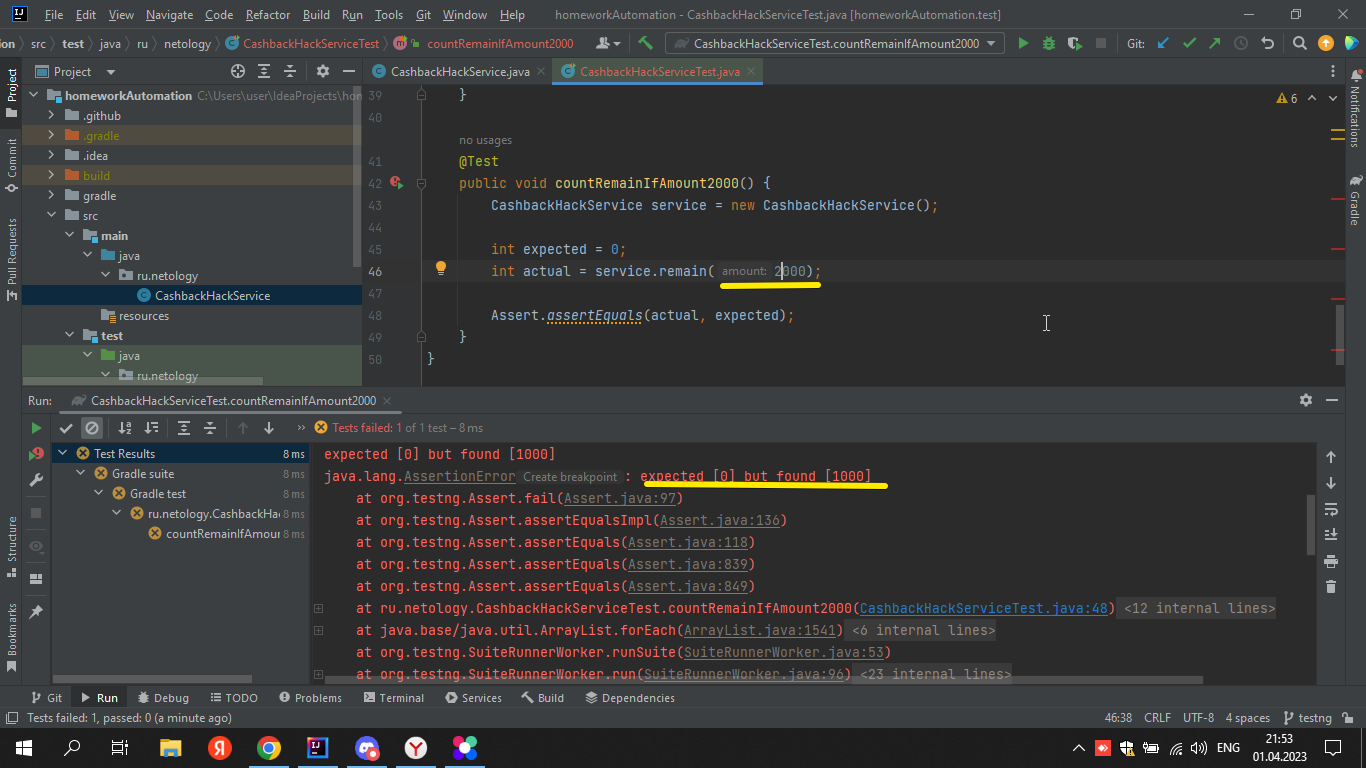 File Edit View Navigate Code Refactor Build Run Tools Git Window Help homeworkAutomation - CashbackHackServiceTest.java [homeworkAutomation.test]
on src test java ru netology CashbackHackServiceTest countRemainIfAmount2000 CashbackHackServiceTest.countRemainIfAmount2000 Git:
Project CashbackHackService.java CashbackHackServiceTest.java
homeworkAutomation C:\Users\user\IdeaProjects\hon
.github
.gradle
.idea
build
gradle
src
main
java
ru.netology
CashbackHackService
resources
test
java
ru.netology
Project
Commit
Pull Requests
Structure
Bookmarks
Notifications
Gradle
6
39 }
40
no usages
41 @Test
42 public void countRemainIfAmount2000() {
43 CashbackHackService service = new CashbackHackService();
44
45 int expected = 0;
46 int actual = service.remain( amount: 2000);
47
48 Assert.assertEquals(actual, expected);
49 }
50 }
Run: CashbackHackServiceTest.countRemainIfAmount2000
Tests failed: 1 of 1 test – 8 ms
Test Results 8 ms
Gradle suite 8 ms
Gradle test 8 ms
ru.netology.CashbackHac 8 ms
countRemainIfAmour 8 ms
expected [0] but found [1000]
java.lang.AssertionError Create breakpoint : expected [0] but found [1000]
at org.testng.Assert.fail(Assert.java:97)
at org.testng.Assert.assertEqualsImpl(Assert.java:136)
at org.testng.Assert.assertEquals(Assert.java:118)
at org.testng.Assert.assertEquals(Assert.java:839)
at org.testng.Assert.assertEquals(Assert.java:849)
at ru.netology.CashbackHackServiceTest.countRemainIfAmount2000(CashbackHackServiceTest.java:48) <12 internal lines>
at java.base/java.util.ArrayList.forEach(ArrayList.java:1541) <6 internal lines>
at org.testng.SuiteRunnerWorker.runSuite(SuiteRunnerWorker.java:53)
at org.testng.SuiteRunnerWorker.run(SuiteRunnerWorker.java:96) <23 internal lines>
Git Run Debug TODO Problems Terminal Services Build Dependencies
Tests failed: 1, passed: 0 (a minute ago) 46:38 CRLF UTF-8 4 spaces testng
ENG
21:53
01.04.2023